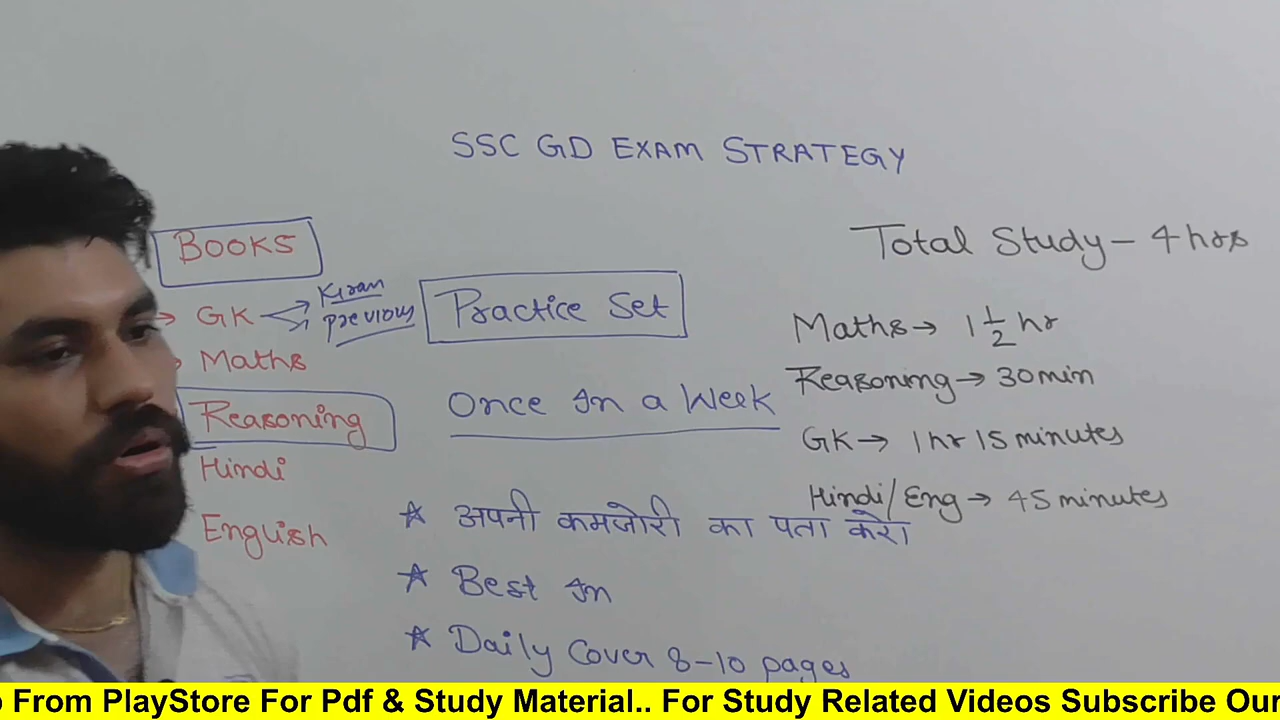 SSC GD EXAM STRATEGY
BOOKS
GK
Kiran
previous
Maths
Reasoning
Hindi
English
Practice Set
Once In a Week
★ अपनी कमजोरी का पता करो
★ Best In
★ Daily Cover 8-10 pages
Total Study - 4 hrs
Maths → 1 1/2 hr
Reasoning → 30 min
GK → 1 hr 15 minutes
Hindi/Eng → 45 minutes
From PlayStore For Pdf & Study Material.. For Study Related Videos Subscribe Our